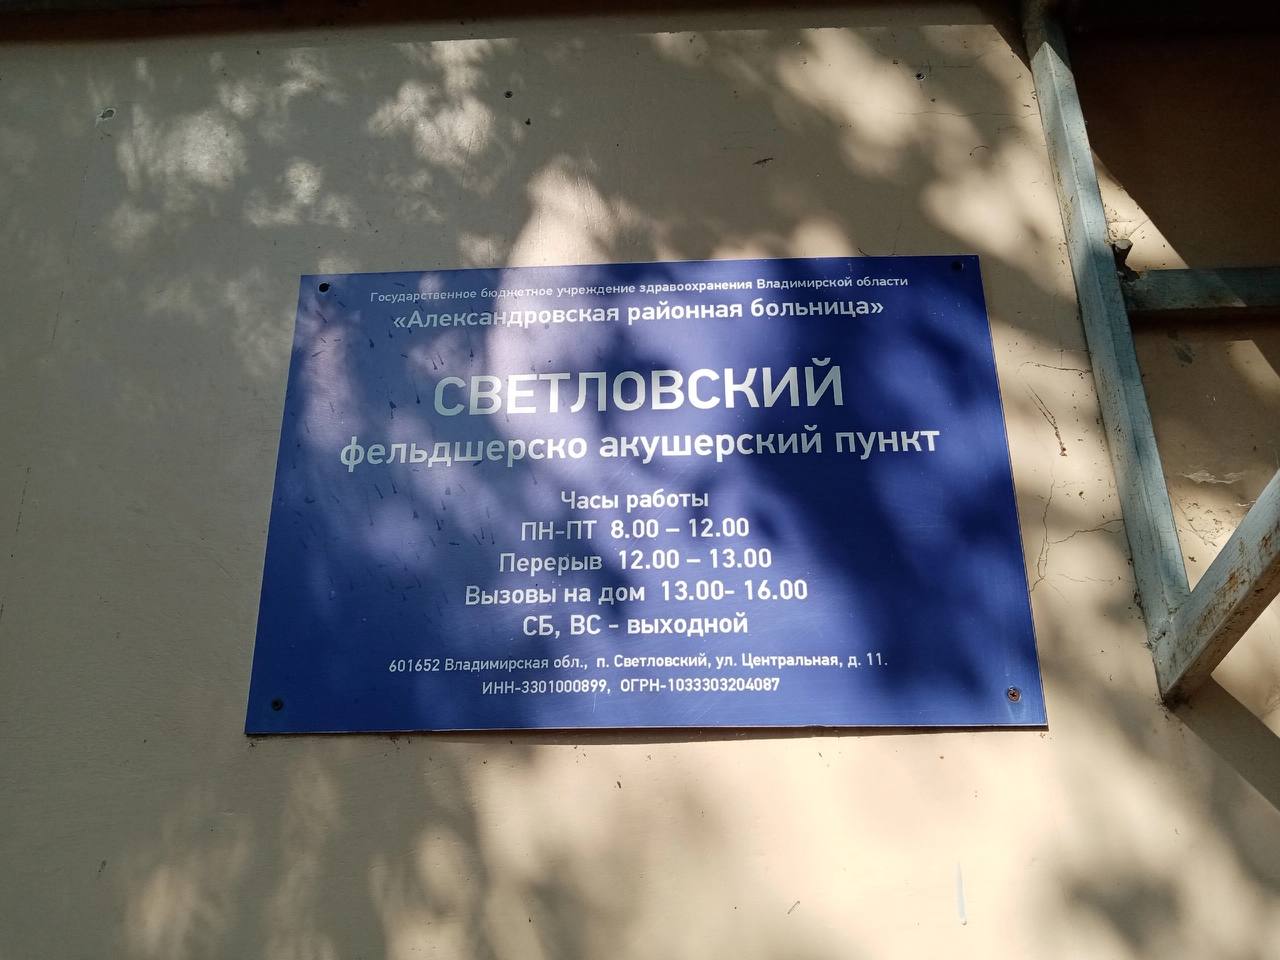 Государственное бюджетное учреждение здравоохранения Владимирской области
«Александровская районная больница»
СВЕТЛОВСКИЙ
фельдшерско акушерский пункт
Часы работы
ПН-ПТ 8.00 – 12.00
Перерыв 12.00 – 13.00
Вызовы на дом 13.00- 16.00
СБ, ВС - выходной
601652 Владимирская обл., п. Светловский, ул. Центральная, д. 11.
ИНН-3301000899, ОГРН-1033303204087